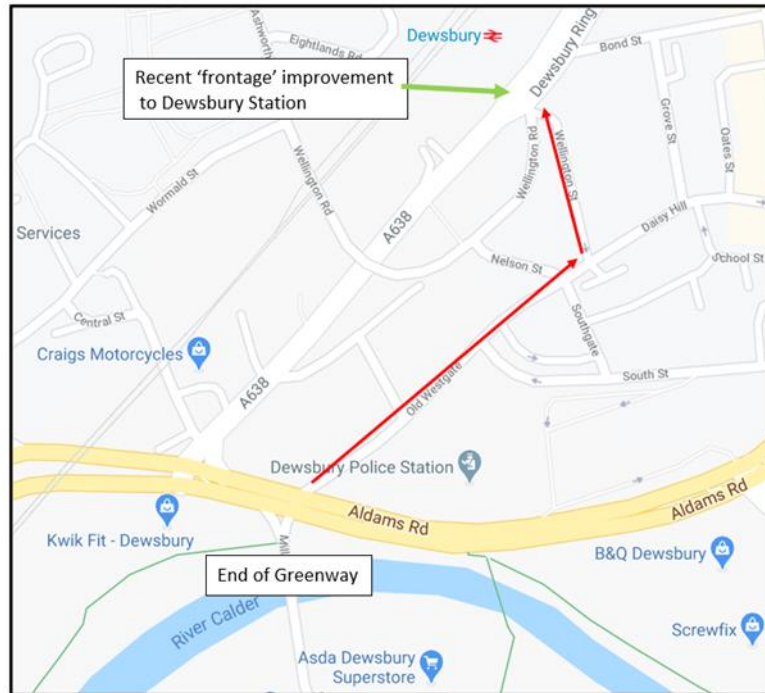 Ashworth
Eightlands Rd
Dewsbury
Dewsbury Ring
Bond St
Recent ‘frontage’ improvement
to Dewsbury Station
Wormald St
Wellington Rd
Wellington Rd
Wellington St
Grove St
Oates St
A638
Services
Nelson St
Daisy Hill
School St
Central St
Southgate
Craigs Motorcycles
A638
South St
Old Westgate
Dewsbury Police Station
Aldams Rd
Aldams Rd
Kwik Fit - Dewsbury
Mill
B&Q Dewsbury
End of Greenway
River Calder
Screwfix
Asda Dewsbury
Superstore